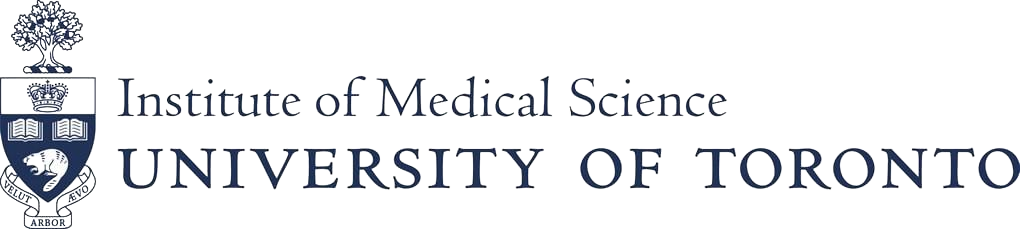 Institute of Medical Science
UNIVERSITY OF TORONTO
VELUT ÆVO
ARBOR